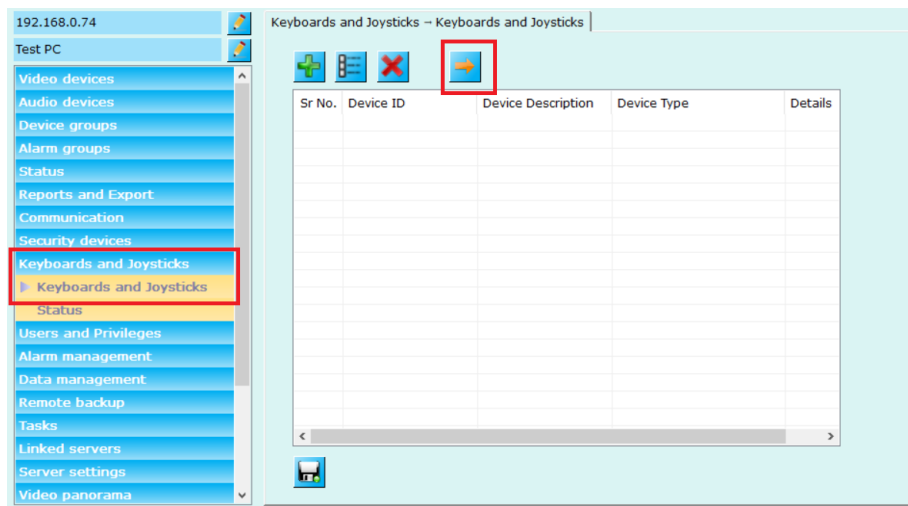 192.168.0.74
Test PC
Video devices
Audio devices
Device groups
Alarm groups
Status
Reports and Export
Communication
Security devices
Keyboards and Joysticks
Keyboards and Joysticks
Status
Users and Privileges
Alarm management
Data management
Remote backup
Tasks
Linked servers
Server settings
Video panorama
Keyboards and Joysticks → Keyboards and Joysticks
Sr No. Device ID Device Description Device Type Details